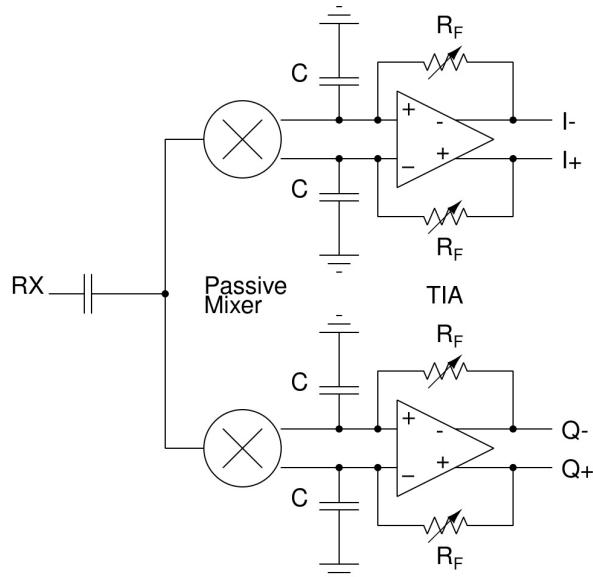 R_F
C
+
-
I-
+
I+
–
C
R_F
RX
Passive
Mixer
TIA
R_F
C
+
-
Q-
+
Q+
–
C
R_F